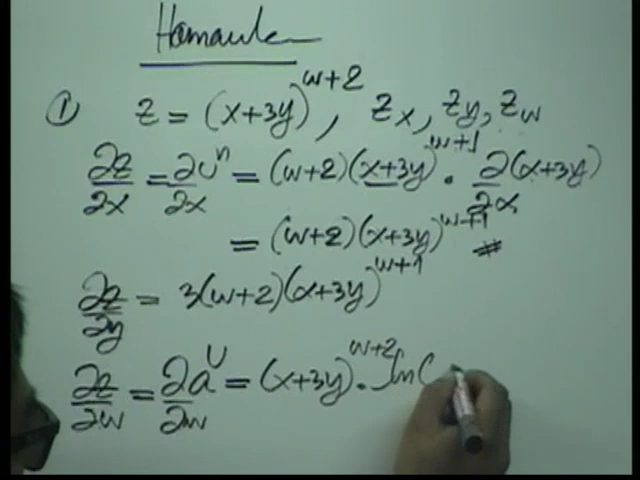 ① z = (x+3y)^{w+2}, z_x, z_y, z_w
∂z/∂x = ∂u^n/∂x = (w+2)(x+3y)^{w+1} · ∂(x+3y)/∂x
= (w+2)(x+3y)^{w+1} #
∂z/∂y = 3(w+2)(x+3y)^{w+1}
∂z/∂w = ∂a^u/∂w = (x+3y)^{w+2} · ln(